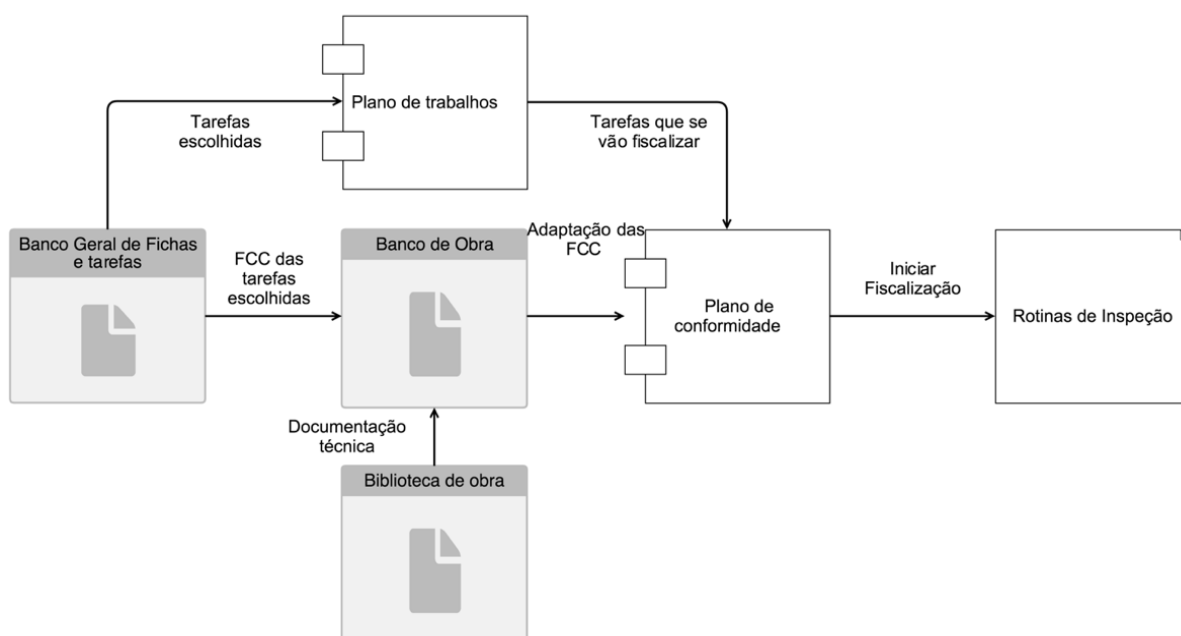 Plano de trabalhos
Tarefas
escolhidas
Tarefas que se
vão fiscalizar
Banco Geral de Fichas
e tarefas
FCC das
tarefas
escolhidas
Banco de Obra
Adaptação das
FCC
Plano de
conformidade
Iniciar
Fiscalização
Rotinas de Inspeção
Documentação
técnica
Biblioteca de obra